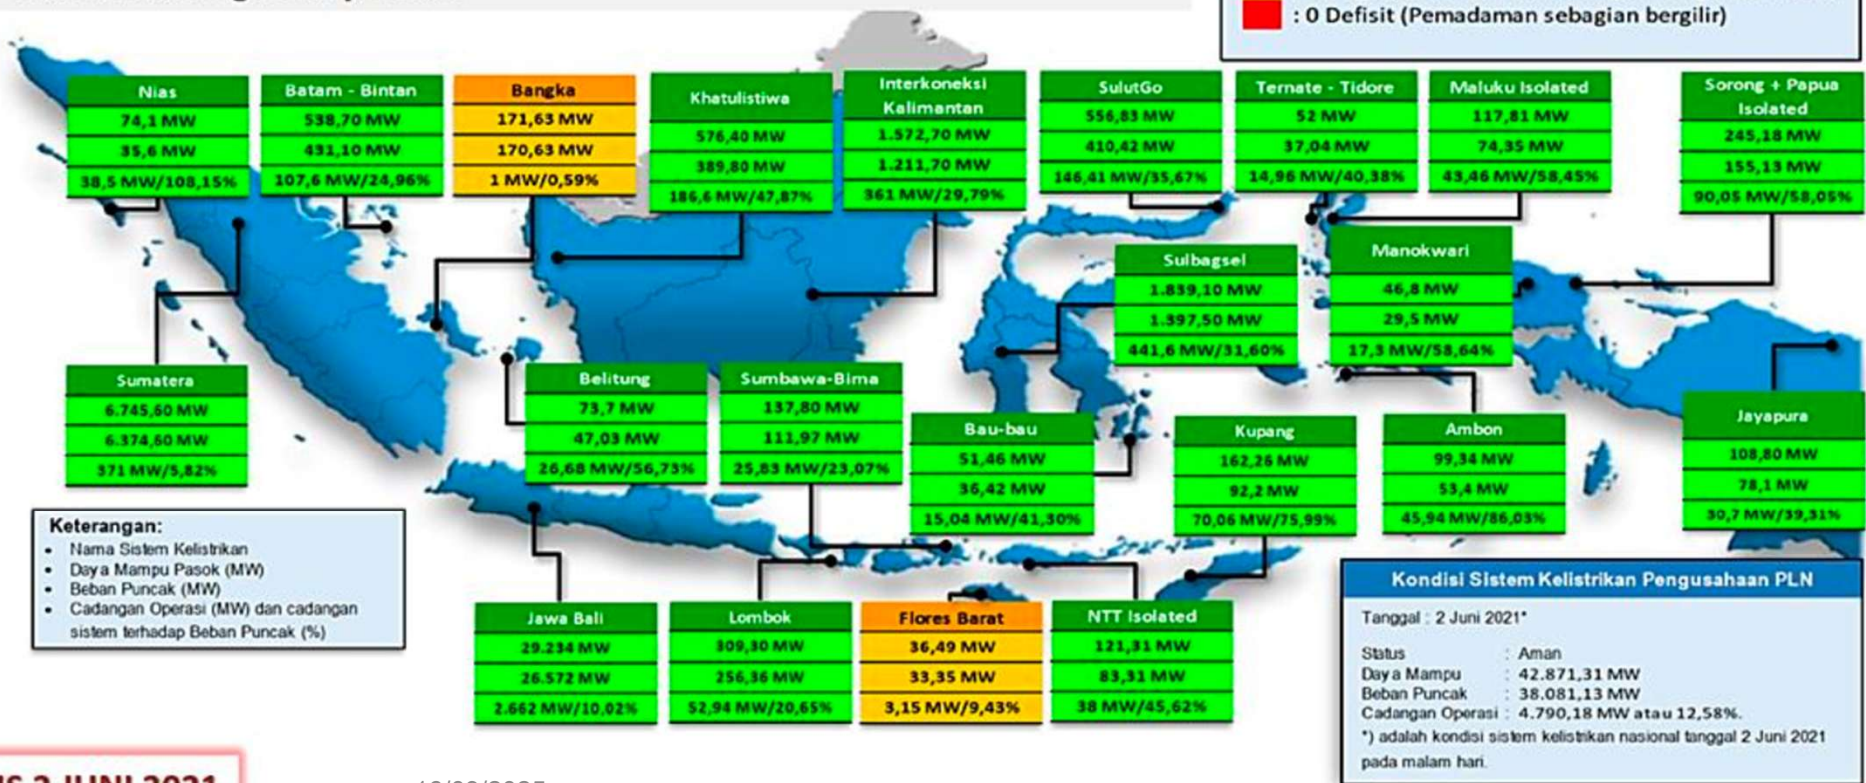 : 0 Defisit (Pemadaman sebagian bergilir)
Nias
74,1 MW
35,6 MW
38,5 MW/108,15%
Batam - Bintan
538,70 MW
431,10 MW
107,6 MW/24,96%
Bangka
171,63 MW
170,63 MW
1 MW/0,59%
Khatulistiwa
576,40 MW
389,80 MW
186,6 MW/47,87%
Interkoneksi
Kalimantan
1.572,70 MW
1.211,70 MW
361 MW/29,79%
SulutGo
556,83 MW
410,42 MW
146,41 MW/35,67%
Ternate - Tidore
52 MW
37,04 MW
14,96 MW/40,38%
Maluku Isolated
117,81 MW
74,35 MW
43,46 MW/58,45%
Sorong + Papua
Isolated
245,18 MW
155,13 MW
90,05 MW/58,05%
Sulbagsel
1.839,10 MW
1.397,50 MW
441,6 MW/31,60%
Manokwari
46,8 MW
29,5 MW
17,3 MW/58,64%
Sumatera
6.745,60 MW
6.374,60 MW
371 MW/5,82%
Belitung
73,7 MW
47,03 MW
26,68 MW/56,73%
Sumbawa-Bima
137,80 MW
111,97 MW
25,83 MW/23,07%
Bau-bau
51,46 MW
36,42 MW
15,04 MW/41,30%
Kupang
162,26 MW
92,2 MW
70,06 MW/75,99%
Ambon
99,34 MW
53,4 MW
45,94 MW/86,03%
Jayapura
108,80 MW
78,1 MW
30,7 MW/39,31%
Keterangan:
• Nama Sistem Kelistrikan
• Daya Mampu Pasok (MW)
• Beban Puncak (MW)
• Cadangan Operasi (MW) dan cadangan
sistem terhadap Beban Puncak (%)
Jawa Bali
29.234 MW
26.572 MW
2.662 MW/10,02%
Lombok
309,30 MW
256,36 MW
52,94 MW/20,65%
Flores Barat
36,49 MW
33,35 MW
3,15 MW/9,43%
NTT Isolated
121,31 MW
83,31 MW
38 MW/45,62%
Kondisi Sistem Kelistrikan Pengusahaan PLN
Tanggal : 2 Juni 2021*
Status : Aman
Daya Mampu : 42.871,31 MW
Beban Puncak : 38.081,13 MW
Cadangan Operasi : 4.790,18 MW atau 12,58%.
*) adalah kondisi sistem kelistrikan nasional tanggal 2 Juni 2021
pada malam hari.
2 JUNI 2021